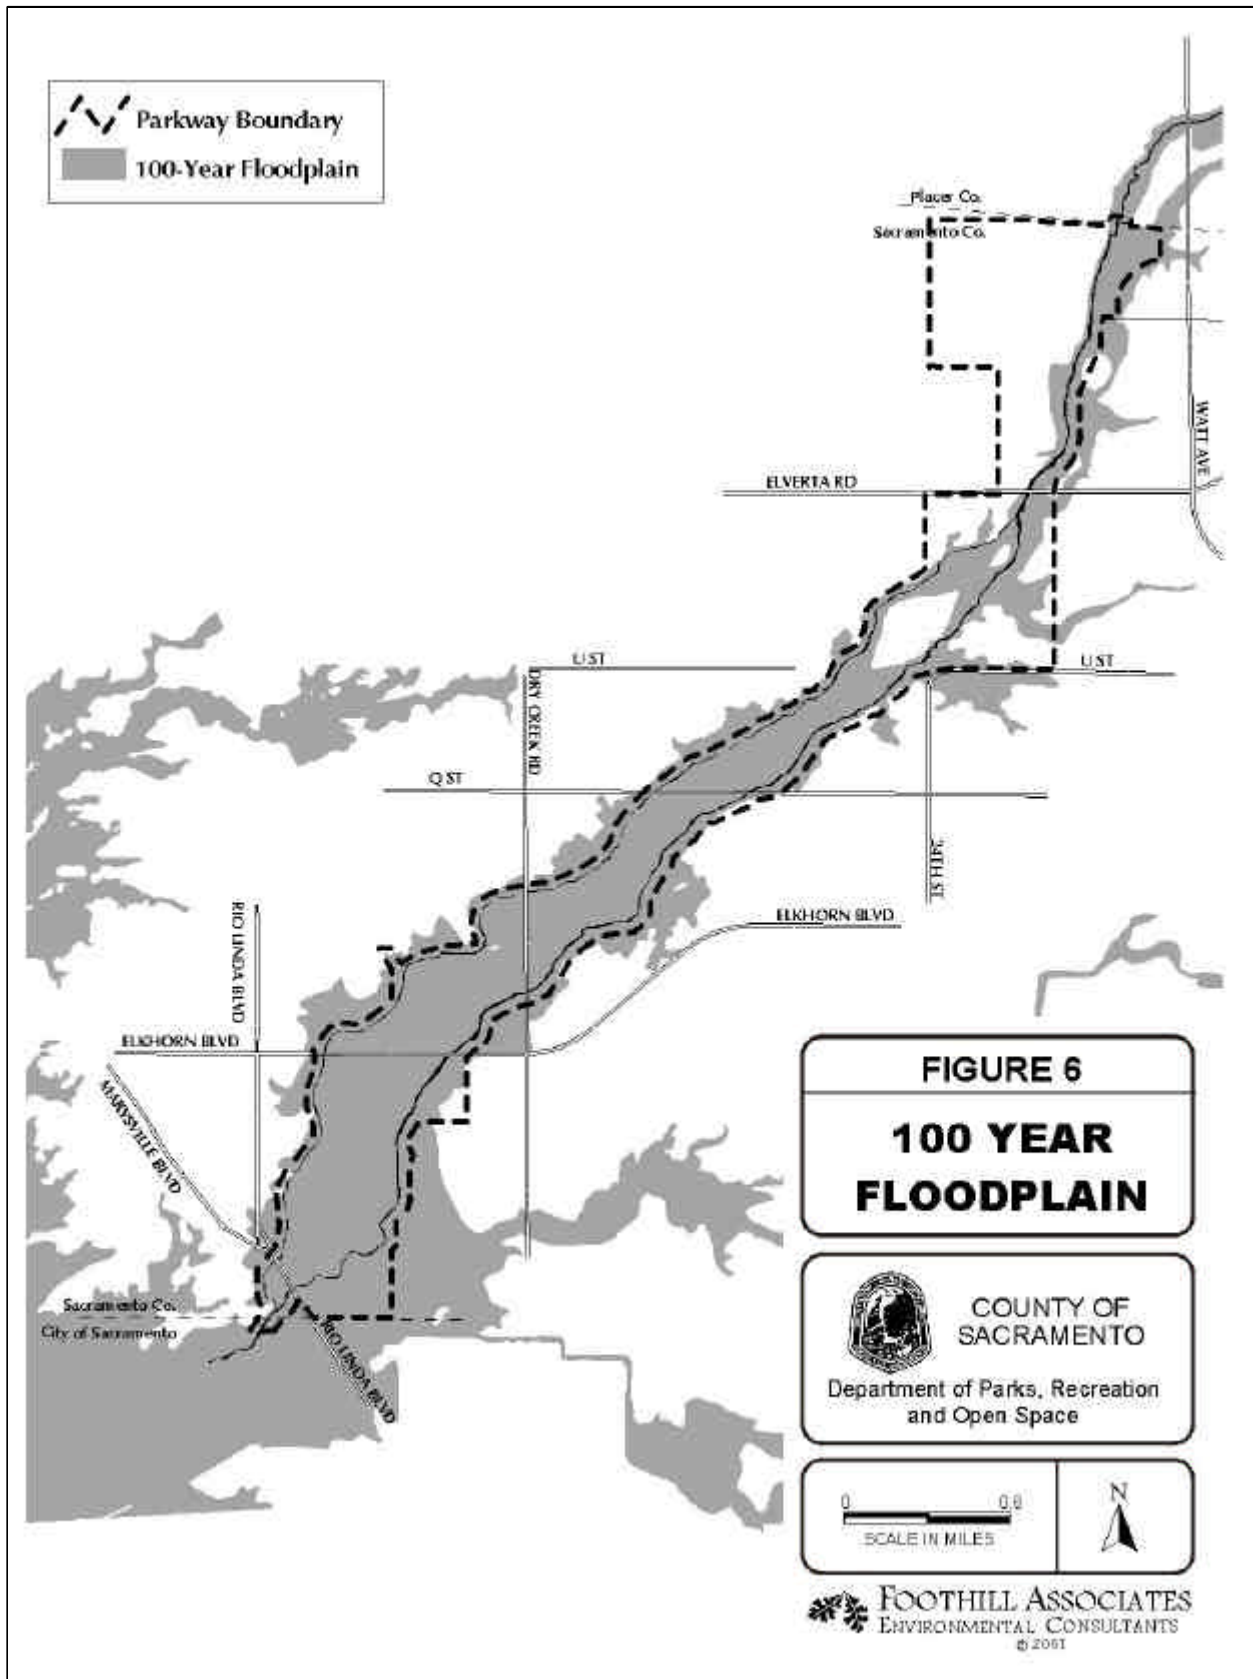 Parkway Boundary
100-Year Floodplain
Placer Co.
Sacramento Co.
WATT AVE
ELVERTA RD
U ST
U ST
DRY CREEK RD
Q ST
24TH ST
ELKHORN BLVD
RIO LINDA BLVD
ELKHORN BLVD
MARYSVILLE BLVD
Sacramento Co.
City of Sacramento
RIO LINDA BLVD
FIGURE 6
100 YEAR
FLOODPLAIN
COUNTY OF
SACRAMENTO
Department of Parks, Recreation
and Open Space
0
SCALE IN MILES
N
FOOTHILL ASSOCIATES
ENVIRONMENTAL CONSULTANTS